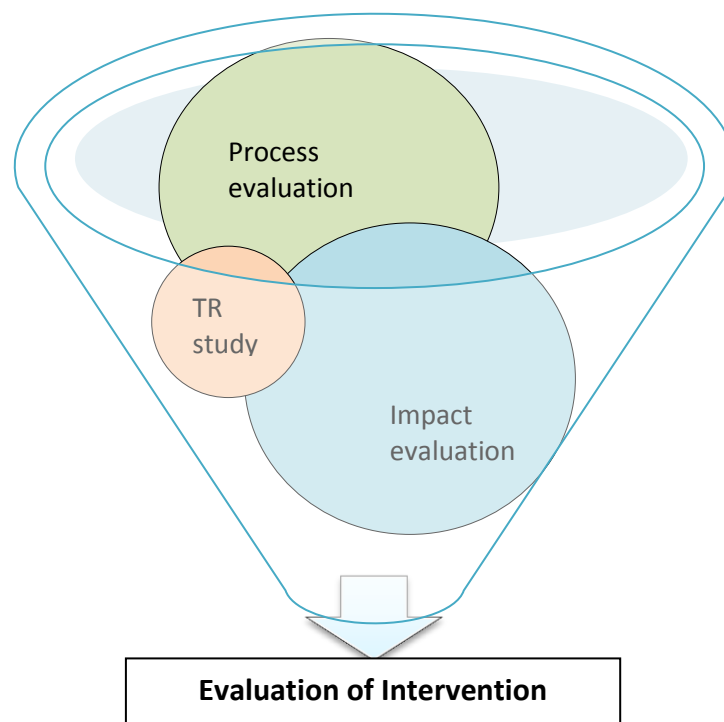 Process
evaluation
TR
study
Impact
evaluation
Evaluation of Intervention